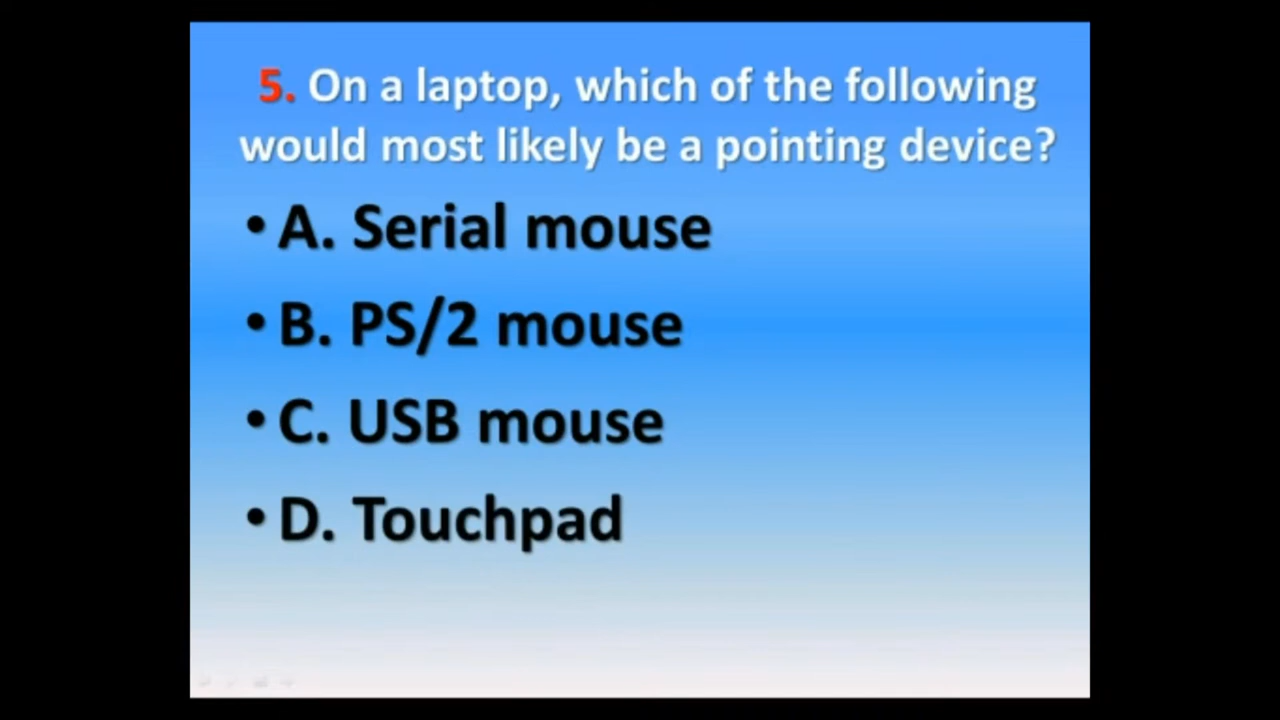 5. On a laptop, which of the following
would most likely be a pointing device?
• A. Serial mouse
• B. PS/2 mouse
• C. USB mouse
• D. Touchpad